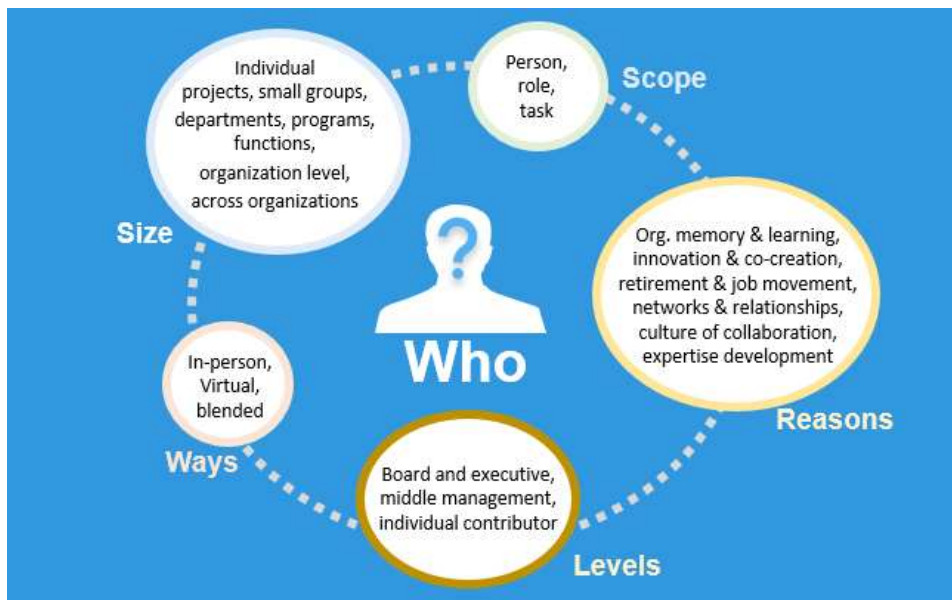 Individual
projects, small groups,
departments, programs,
functions,
organization level,
across organizations
Size
Person,
role,
task
Scope
Org. memory & learning,
innovation & co-creation,
retirement & job movement,
networks & relationships,
culture of collaboration,
expertise development
Reasons
?
Who
In-person,
Virtual,
blended
Ways
Board and executive,
middle management,
individual contributor
Levels